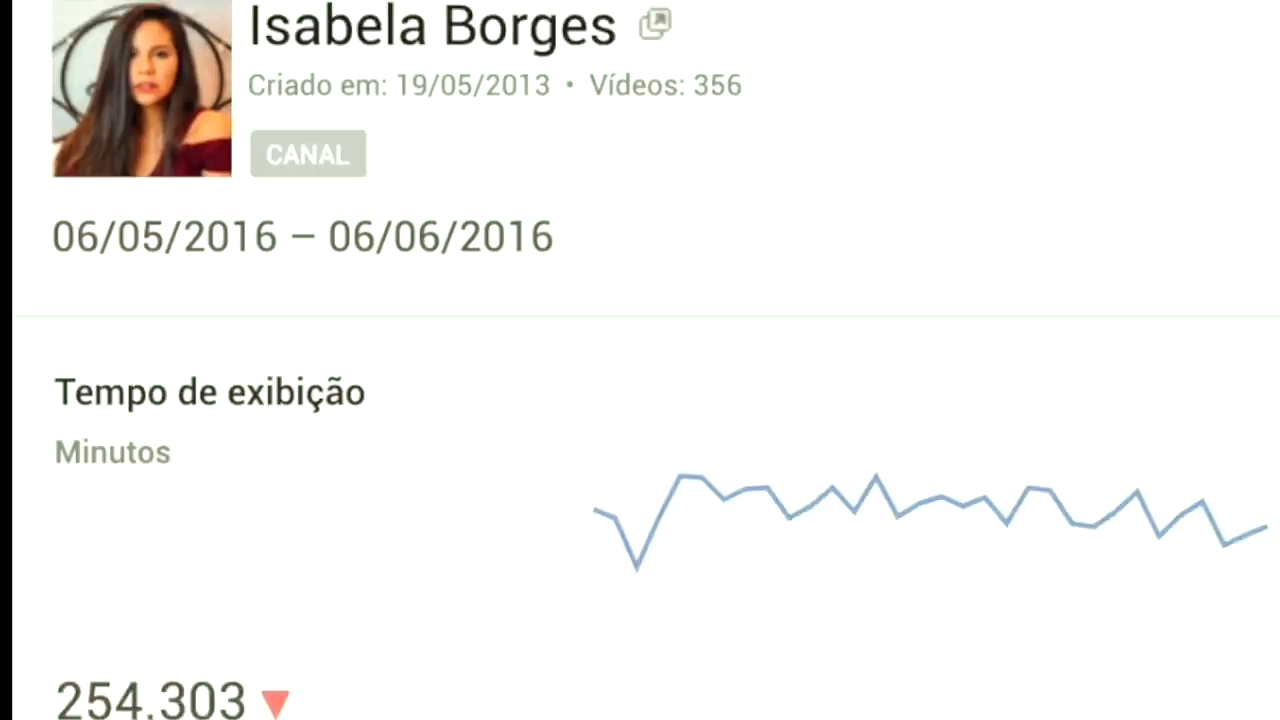 Isabela Borges
Criado em: 19/05/2013 • Vídeos: 356
CANAL
06/05/2016 – 06/06/2016
Tempo de exibição
Minutos
254.303